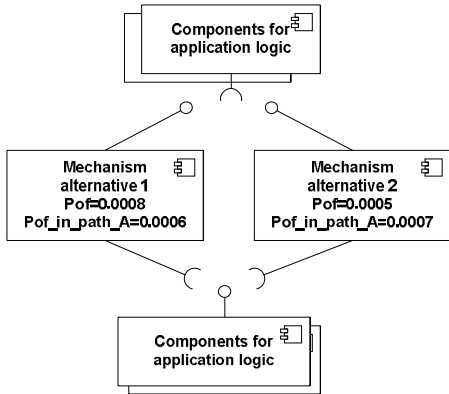 Components for
application logic
Mechanism
alternative 1
Pof=0.0008
Pof_in_path_A=0.0006
Mechanism
alternative 2
Pof=0.0005
Pof_in_path_A=0.0007
Components for
application logic